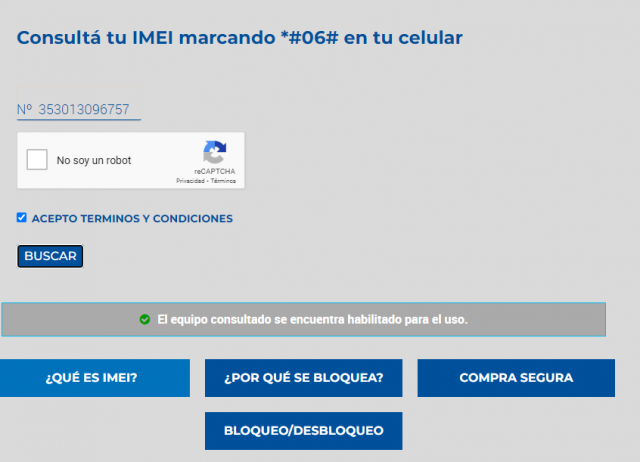 Consultá tu IMEI marcando *#06# en tu celular
Nº 353013096757
No soy un robot
reCAPTCHA
Privacidad - Términos
ACEPTO TERMINOS Y CONDICIONES
BUSCAR
El equipo consultado se encuentra habilitado para el uso.
¿QUÉ ES IMEI?
¿POR QUÉ SE BLOQUEA?
COMPRA SEGURA
BLOQUEO/DESBLOQUEO